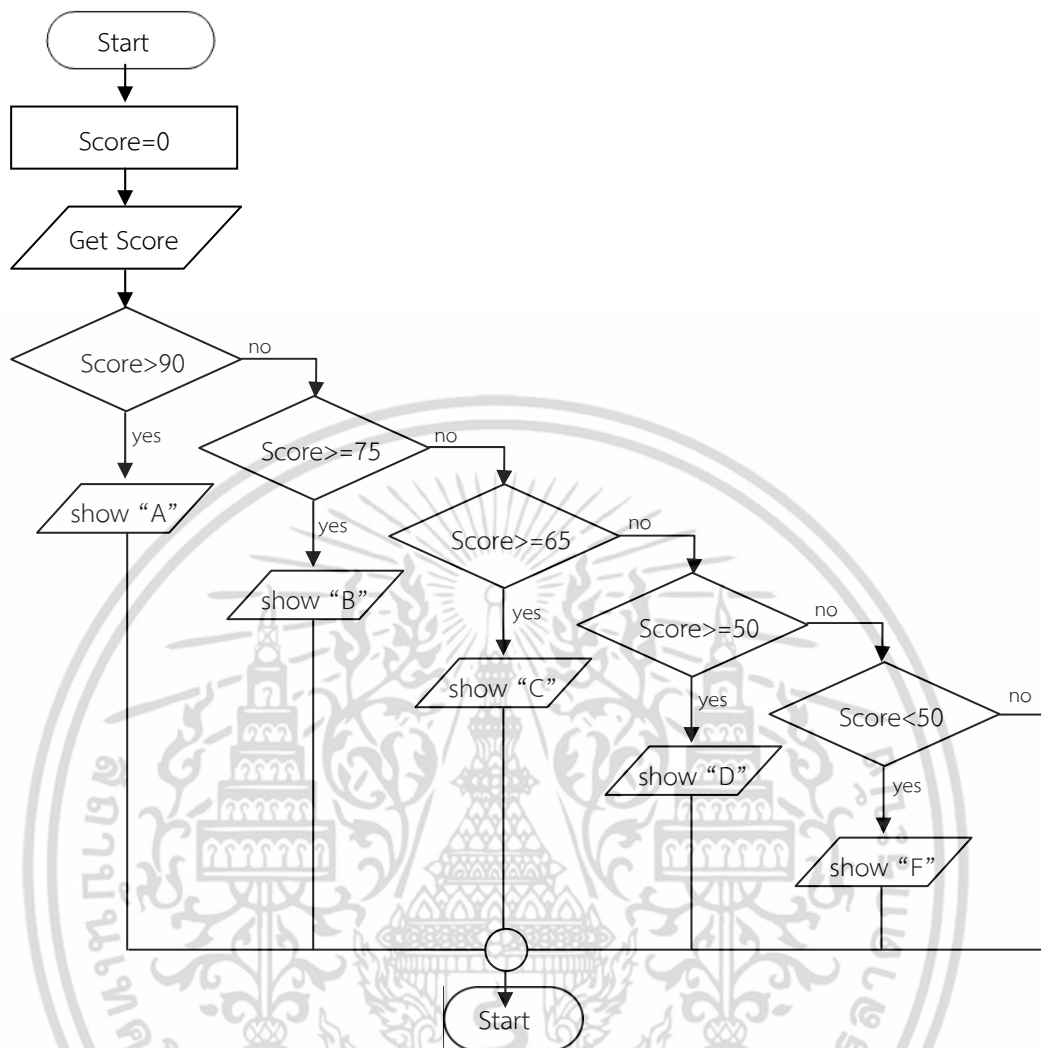 Start
Score=0
Get Score
Score>90
no
yes
show “A”
Score>=75
no
yes
show “B”
Score>=65
no
yes
show “C”
Score>=50
no
yes
show “D”
Score<50
no
yes
show “F”
Start